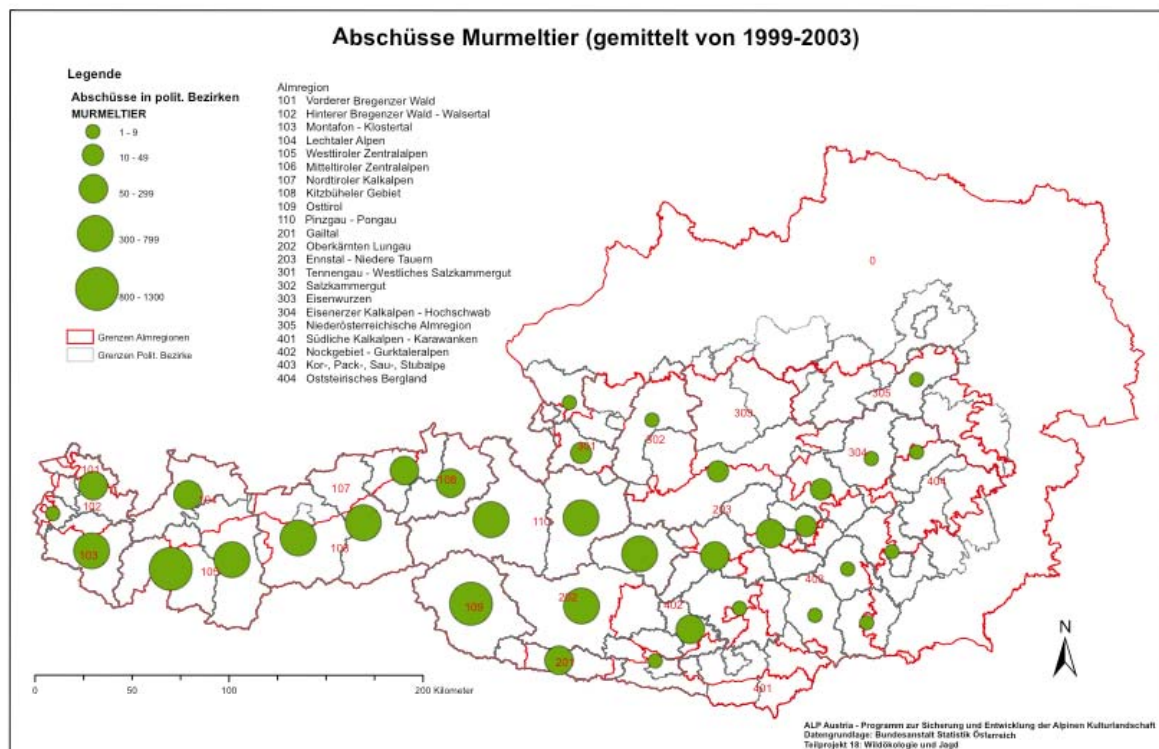 Abschüsse Murmeltier (gemittelt von 1999-2003)
Legende
Abschüsse in polit. Bezirken
MURMELTIER
1 - 9
10 - 49
50 - 299
300 - 799
800 - 1300
Grenzen Almregionen
Grenzen Polit. Bezirke
Almregion
101 Vorderer Bregenzer Wald
102 Hinterer Bregenzer Wald - Walsertal
103 Montafon - Klostertal
104 Lechtaler Alpen
105 Westtiroler Zentralalpen
106 Mitteltiroler Zentralalpen
107 Nordtiroler Kalkalpen
108 Kitzbüheler Gebiet
109 Osttirol
110 Pinzgau - Pongau
201 Gailtal
202 Oberkärnten Lungau
203 Ennstal - Niedere Tauern
301 Tennengau - Westliches Salzkammergut
302 Salzkammergut
303 Eisenwurzen
304 Eisenerzer Kalkalpen - Hochschwab
305 Niederösterreichische Almregion
401 Südliche Kalkalpen - Karawanken
402 Nockgebiet - Gurktaleralpen
403 Kor-, Pack-, Sau-, Stubalpe
404 Oststeirisches Bergland
0
305
303
302
301
304
404
101
102
103
104
105
106
107
108
110
203
109
202
402
403
201
401
N
0 50 100 200 Kilometer
ALP Austria - Programm zur Sicherung und Entwicklung der Alpinen Kulturlandschaft
Datengrundlage: Bundesanstalt Statistik Österreich
Teilprojekt 18: Wildökologie und Jagd